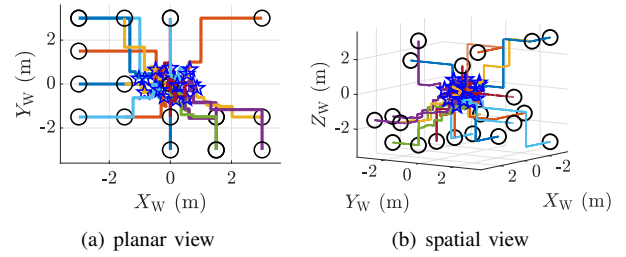 2
0
-2
Y_W (m)
-2 0 2
X_W (m)
(a) planar view
2
0
-2
Z_W (m)
-2 0 2
Y_W (m)
2 0 -2
X_W (m)
(b) spatial view